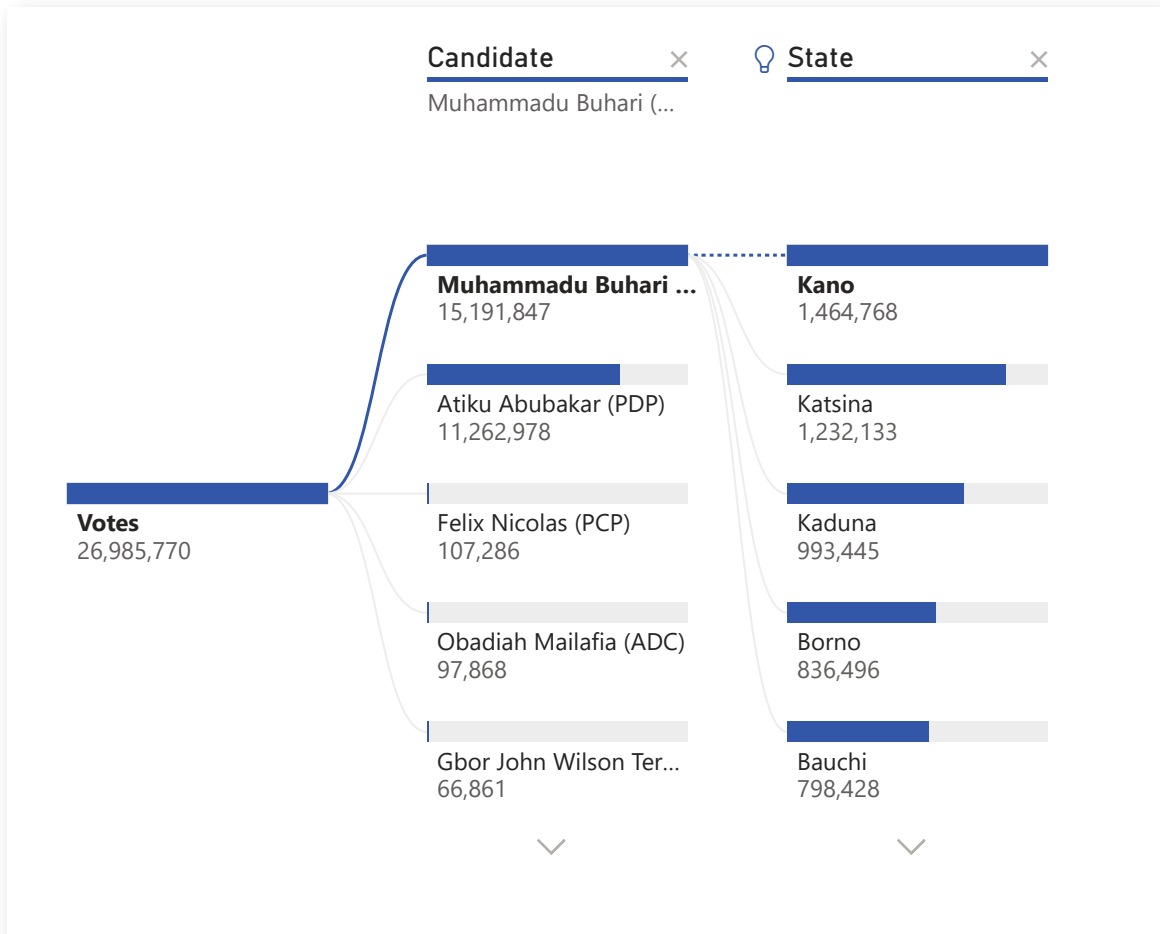 Candidate
State
Muhammadu Buhari (...
Muhammadu Buhari ...
15,191,847
Kano
1,464,768
Atiku Abubakar (PDP)
11,262,978
Katsina
1,232,133
Votes
26,985,770
Felix Nicolas (PCP)
107,286
Kaduna
993,445
Obadiah Mailafia (ADC)
97,868
Borno
836,496
Gbor John Wilson Ter...
66,861
Bauchi
798,428